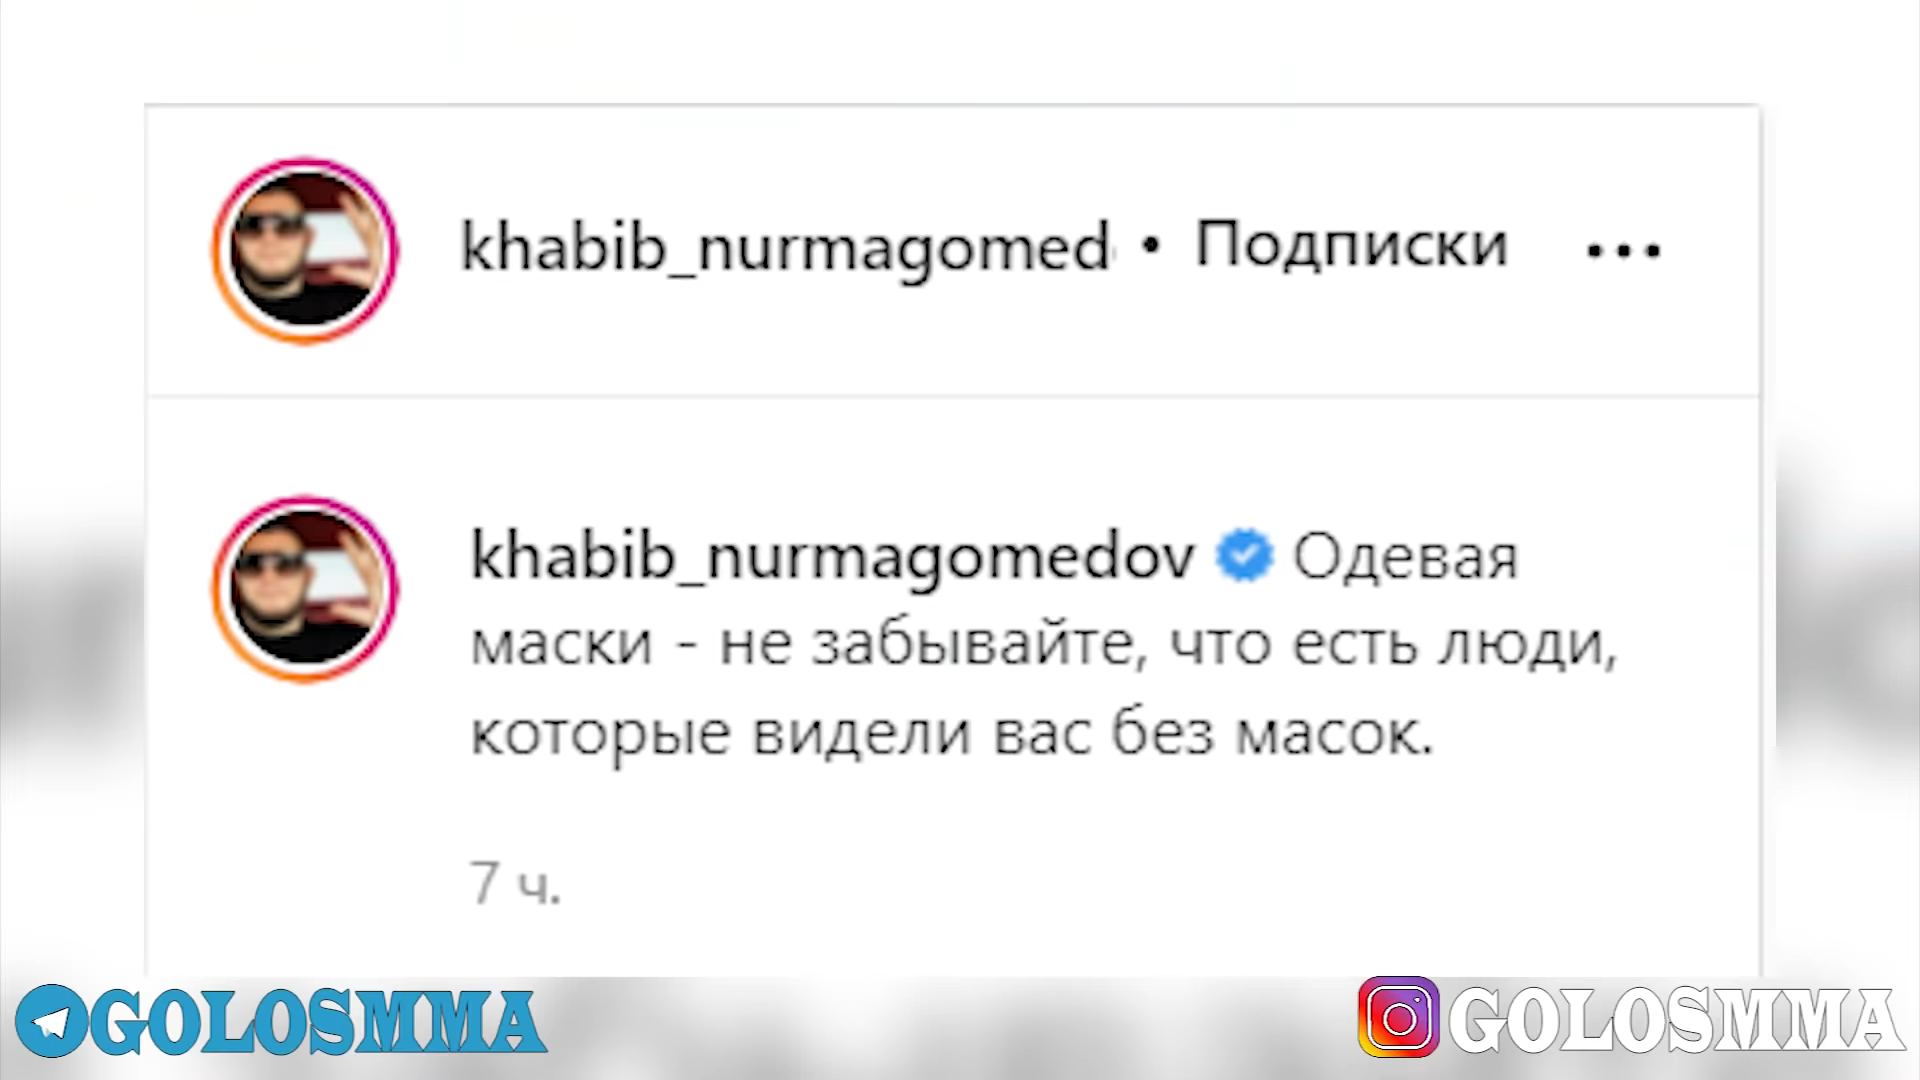 khabib_nurmagomed • Подписки ...
khabib_nurmagomedov Одевая
маски - не забывайте, что есть люди,
которые видели вас без масок.
7 ч.
GOLOSMMA
GOLOSMMA